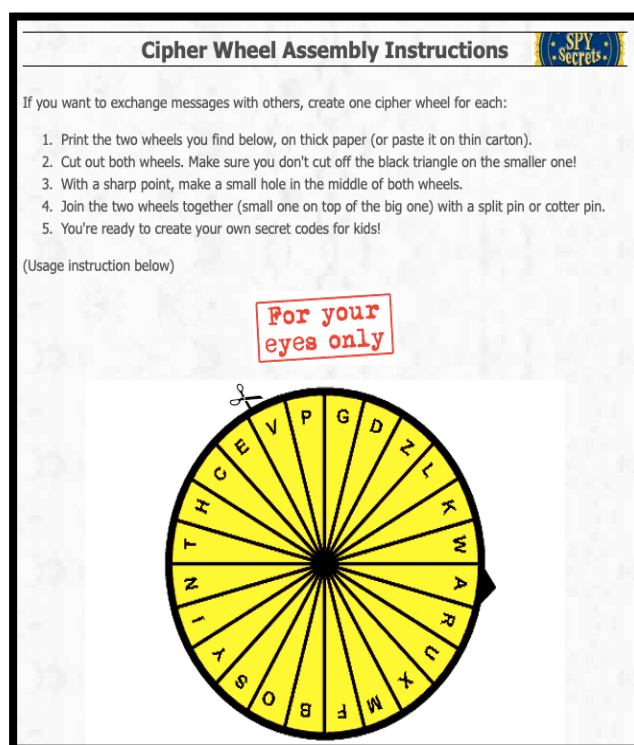 Cipher Wheel Assembly Instructions
SPY
Secrets
If you want to exchange messages with others, create one cipher wheel for each:
1. Print the two wheels you find below, on thick paper (or paste it on thin carton).
2. Cut out both wheels. Make sure you don't cut off the black triangle on the smaller one!
3. With a sharp point, make a small hole in the middle of both wheels.
4. Join the two wheels together (small one on top of the big one) with a split pin or cotter pin.
5. You're ready to create your own secret codes for kids!
(Usage instruction below)
For your
eyes only
G D Z L K W A R U X M F B O S Y I N T H C E V P